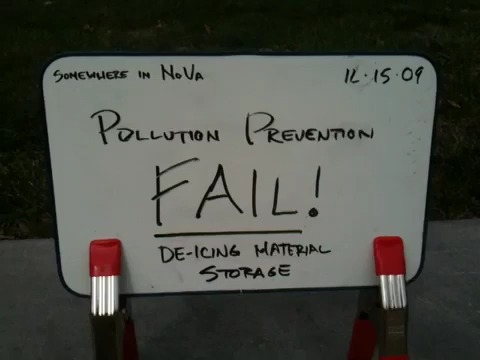 SOMEWHERE IN NOVA
12.15.09
POLLUTION PREVENTION
FAIL!
DE-ICING MATERIAL
STORAGE